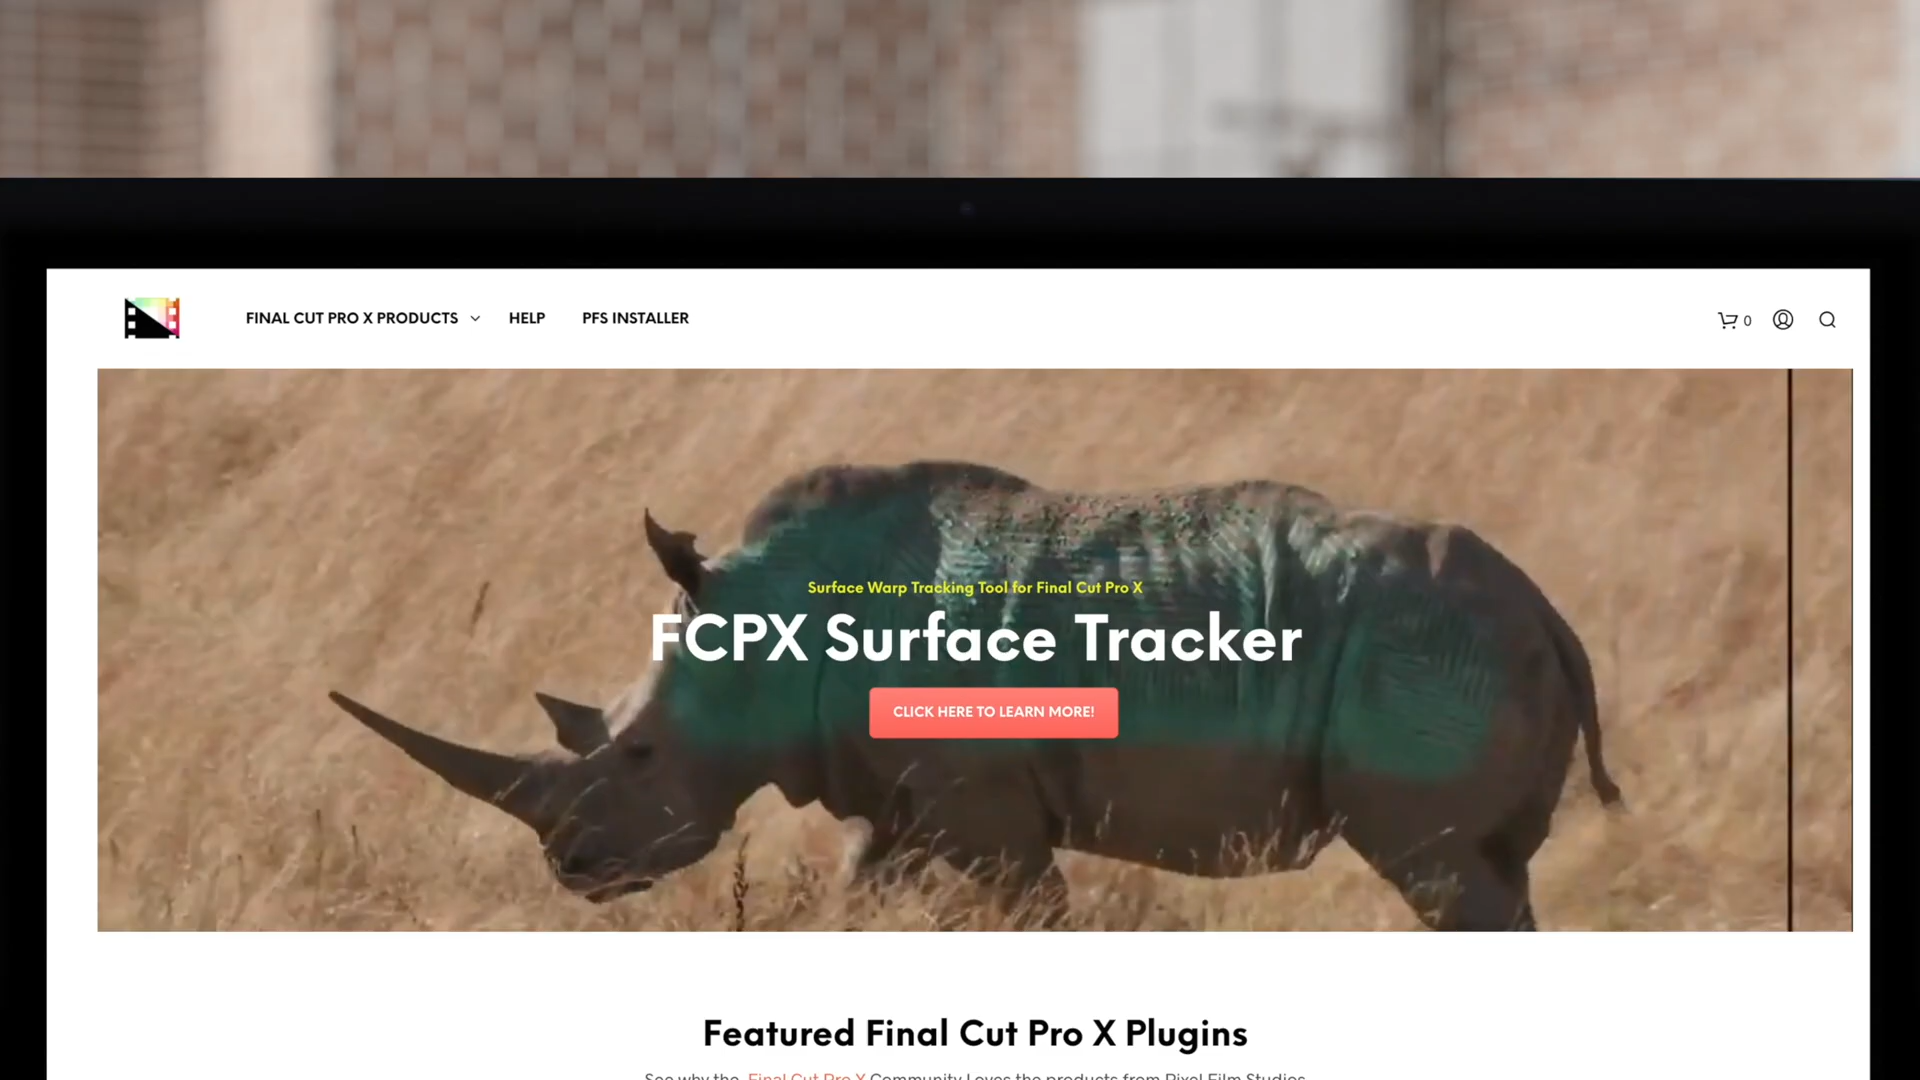 FINAL CUT PRO X PRODUCTS HELP PFS INSTALLER 0
Surface Warp Tracking Tool for Final Cut Pro X
FCPX Surface Tracker
CLICK HERE TO LEARN MORE!
Featured Final Cut Pro X Plugins
See why the Final Cut Pro X Community Loves the products from Pixel Film Studios